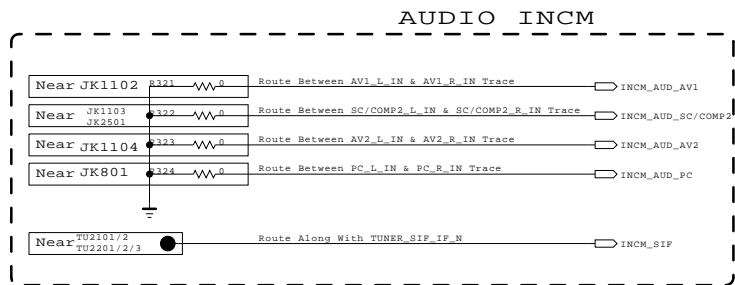 AUDIO INCM
Near JK1102 R321 0 Route Between AV1_L_IN & AV1_R_IN Trace INCM_AUD_AV1
Near JK1103 JK2501 R322 0 Route Between SC/COMP2_L_IN & SC/COMP2_R_IN Trace INCM_AUD_SC/COMP2
Near JK1104 R323 0 Route Between AV2_L_IN & AV2_R_IN Trace INCM_AUD_AV2
Near JK801 R324 0 Route Between PC_L_IN & PC_R_IN Trace INCM_AUD_PC
Near TU2101/2 TU2201/2/3 Route Along With TUNER_SIF_IF_N INCM_SIF